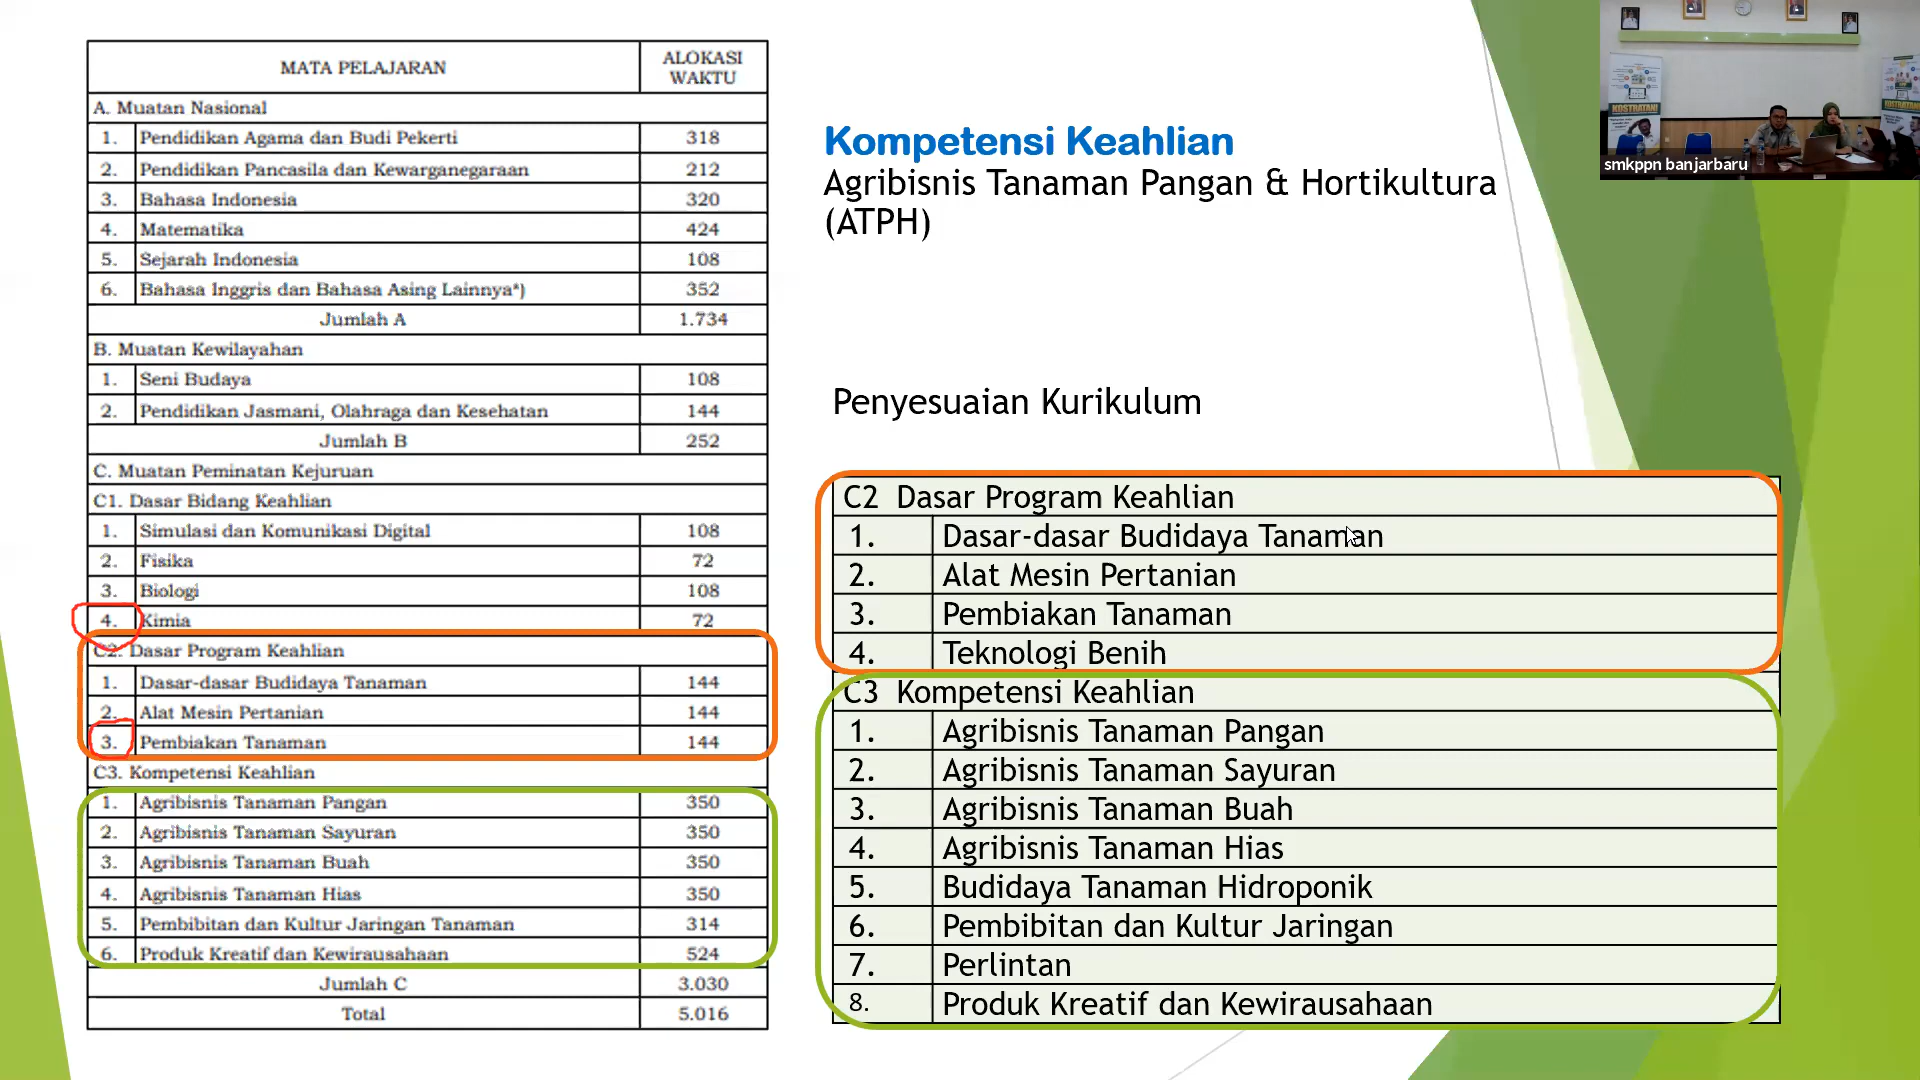 MATA PELAJARAN ALOKASI WAKTU
A. Muatan Nasional
1. Pendidikan Agama dan Budi Pekerti 318
2. Pendidikan Pancasila dan Kewarganegaraan 212
3. Bahasa Indonesia 320
4. Matematika 424
5. Sejarah Indonesia 108
6. Bahasa Inggris dan Bahasa Asing Lainnya*) 352
Jumlah A 1.734
B. Muatan Kewilayahan
1. Seni Budaya 108
2. Pendidikan Jasmani, Olahraga dan Kesehatan 144
Jumlah B 252
C. Muatan Peminatan Kejuruan
C1. Dasar Bidang Keahlian
1. Simulasi dan Komunikasi Digital 108
2. Fisika 72
3. Biologi 108
4. Kimia 72
C2. Dasar Program Keahlian
1. Dasar-dasar Budidaya Tanaman 144
2. Alat Mesin Pertanian 144
3. Pembiakan Tanaman 144
C3. Kompetensi Keahlian
1. Agribisnis Tanaman Pangan 350
2. Agribisnis Tanaman Sayuran 350
3. Agribisnis Tanaman Buah 350
4. Agribisnis Tanaman Hias 350
5. Pembibitan dan Kultur Jaringan Tanaman 314
6. Produk Kreatif dan Kewirausahaan 524
Jumlah C 3.030
Total 5.016
Kompetensi Keahlian
Agribisnis Tanaman Pangan & Hortikultura
(ATPH)
Penyesuaian Kurikulum
C2 Dasar Program Keahlian
1. Dasar-dasar Budidaya Tanaman
2. Alat Mesin Pertanian
3. Pembiakan Tanaman
4. Teknologi Benih
C3 Kompetensi Keahlian
1. Agribisnis Tanaman Pangan
2. Agribisnis Tanaman Sayuran
3. Agribisnis Tanaman Buah
4. Agribisnis Tanaman Hias
5. Budidaya Tanaman Hidroponik
6. Pembibitan dan Kultur Jaringan
7. Perlintan
8. Produk Kreatif dan Kewirausahaan
KOSTRATANI
KOSTRATANI
smkppn banjarbaru